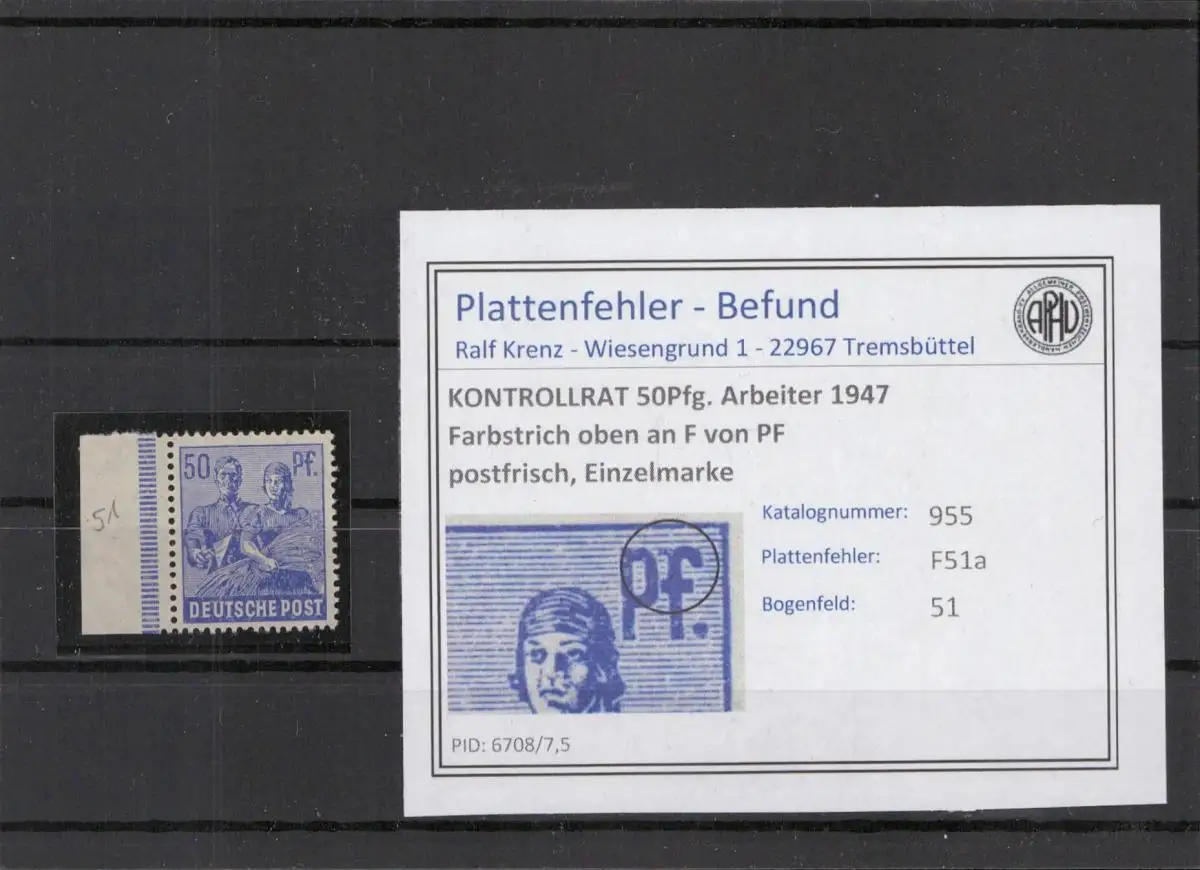 51
50 Pf.
DEUTSCHE POST
Plattenfehler - Befund
APHV
Ralf Krenz - Wiesengrund 1 - 22967 Tremsbüttel
KONTROLLRAT 50Pfg. Arbeiter 1947
Farbstrich oben an F von PF
postfrisch, Einzelmarke
Pf.
Katalognummer: 955
Plattenfehler: F51a
Bogenfeld: 51
PID: 6708/7,5